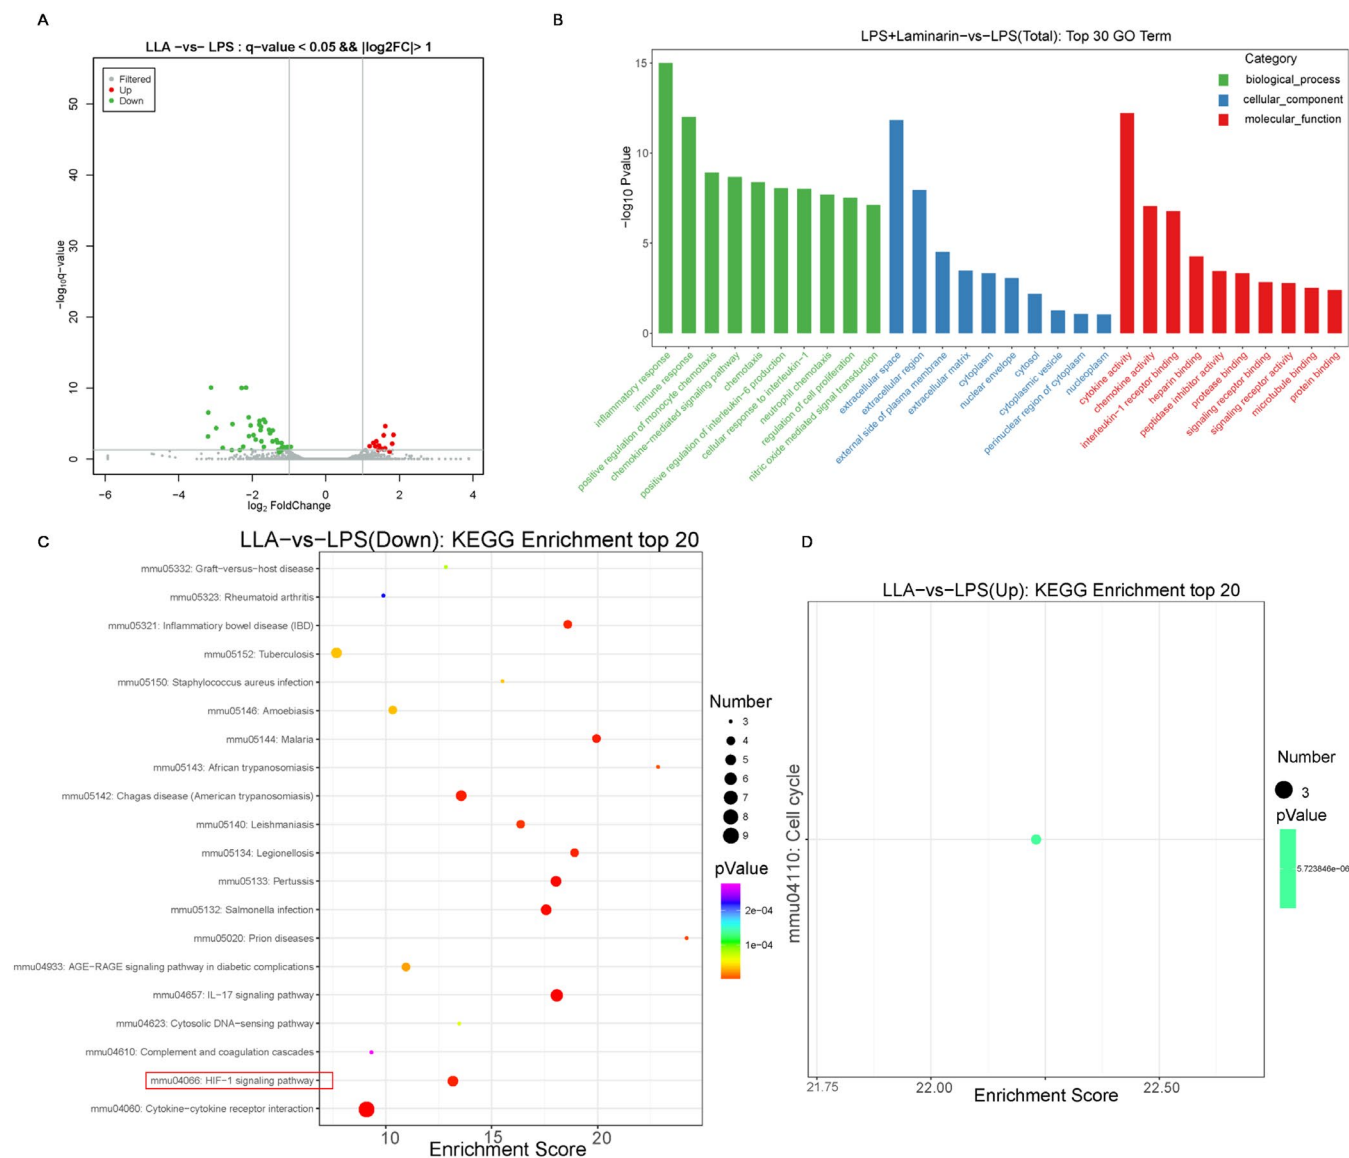 A
LLA −vs− LPS : q−value < 0.05 && |log2FC|> 1
Filtered
Up
Down
−log10q−value
50
40
30
20
10
0
−6
−4
−2
0
2
4
log2 FoldChange
B
LPS+Laminarin−vs−LPS(Total): Top 30 GO Term
Category
biological_process
cellular_component
molecular_function
−log10 Pvalue
15
10
5
0
inflammatory response
immune response
positive regulation of monocyte chemotaxis
chemokine−mediated signaling pathway
chemotaxis
positive regulation of interleukin−6 production
cellular response to interleukin−1
neutrophil chemotaxis
regulation of cell proliferation
nitric oxide mediated signal transduction
extracellular space
extracellular region
external side of plasma membrane
extracellular matrix
cytoplasm
nuclear envelope
cytosol
cytoplasmic vesicle
perinuclear region of cytoplasm
nucleoplasm
cytokine activity
chemokine activity
interleukin−1 receptor binding
heparin binding
peptidase inhibitor activity
protease binding
signaling receptor binding
signaling receptor activity
microtubule binding
protein binding
C
LLA−vs−LPS(Down): KEGG Enrichment top 20
mmu05332: Graft−versus−host disease
mmu05323: Rheumatoid arthritis
mmu05321: Inflammatory bowel disease (IBD)
mmu05152: Tuberculosis
mmu05150: Staphylococcus aureus infection
mmu05146: Amoebiasis
mmu05144: Malaria
mmu05143: African trypanosomiasis
mmu05142: Chagas disease (American trypanosomiasis)
mmu05140: Leishmaniasis
mmu05134: Legionellosis
mmu05133: Pertussis
mmu05132: Salmonella infection
mmu05020: Prion diseases
mmu04933: AGE−RAGE signaling pathway in diabetic complications
mmu04657: IL−17 signaling pathway
mmu04623: Cytosolic DNA−sensing pathway
mmu04610: Complement and coagulation cascades
mmu04066: HIF−1 signaling pathway
mmu04060: Cytokine−cytokine receptor interaction
10
15
20
Enrichment Score
Number
3
4
5
6
7
8
9
pValue
2e−04
1e−04
D
LLA−vs−LPS(Up): KEGG Enrichment top 20
mmu04110: Cell cycle
21.75
22.00
22.50
Enrichment Score
Number
3
pValue
5.723846e−06